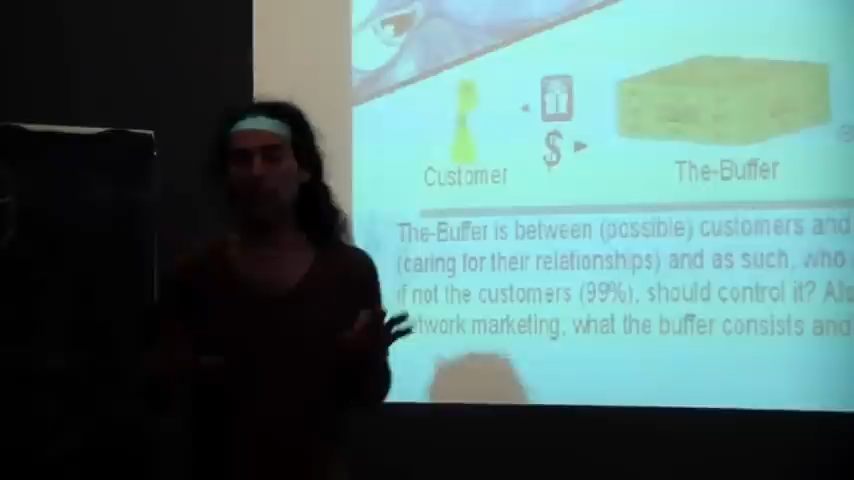 $
Customer
The-Buffer
The-Buffer is between (possible) customers and
(caring for their relationships) and as such, who
if not the customers (99%), should control it? Als
twork marketing, what the buffer consists and